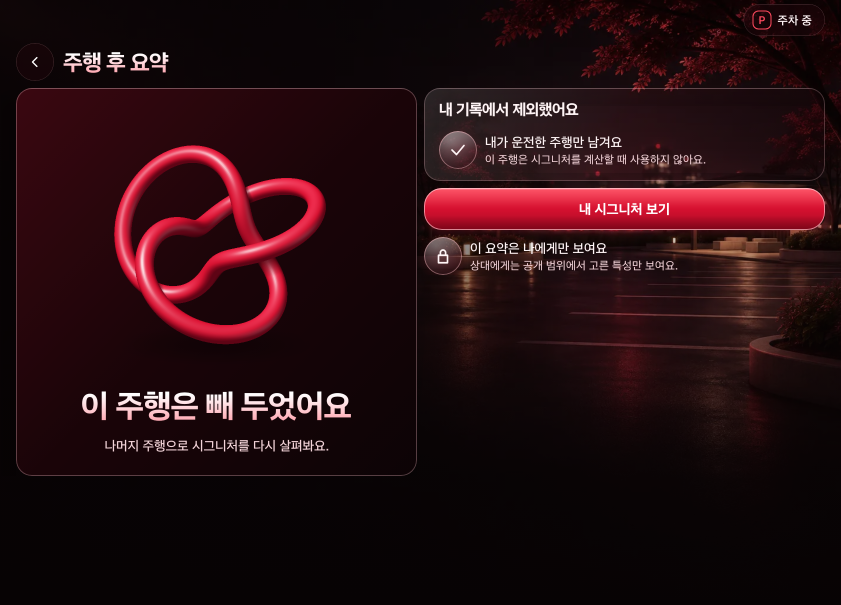 P 주차 중
주행 후 요약
이 주행은 빼 두었어요
나머지 주행으로 시그니처를 다시 살펴봐요.
내 기록에서 제외했어요
내가 운전한 주행만 남겨요
이 주행은 시그니처를 계산할 때 사용하지 않아요.
내 시그니처 보기
이 요약은 나에게만 보여요
상대에게는 공개 범위에서 고른 특성만 보여요.